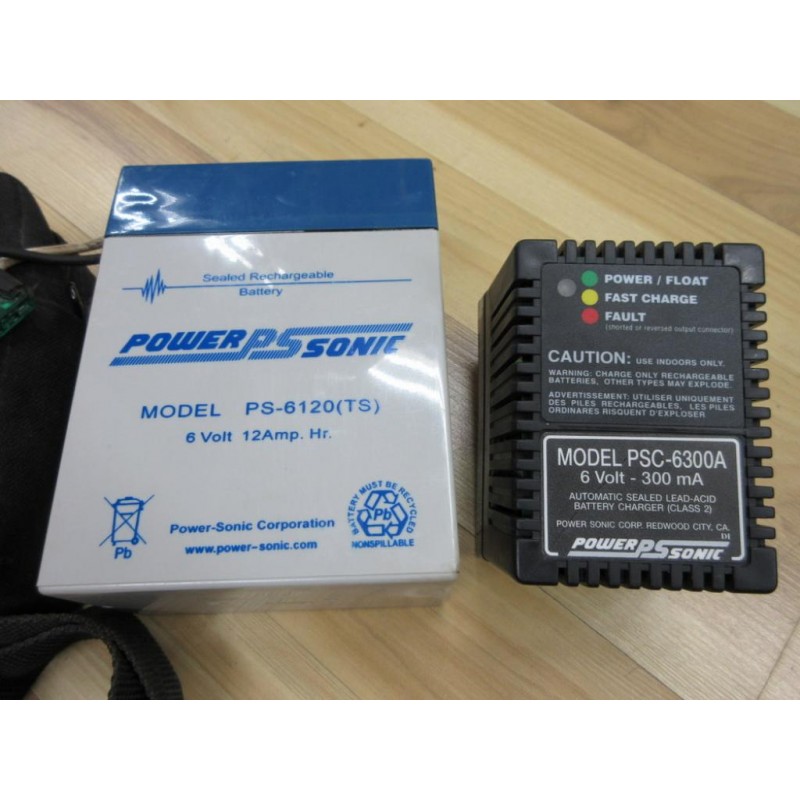 Sealed Rechargeable
Battery
POWER PS SONIC
MODEL PS-6120(TS)
6 Volt 12Amp. Hr.
Pb
Power-Sonic Corporation
www.power-sonic.com
BATTERY MUST BE RECYCLED
Pb
NONSPILLABLE
POWER / FLOAT
FAST CHARGE
FAULT
(shorted or reversed output connector)
CAUTION: USE INDOORS ONLY.
WARNING: CHARGE ONLY RECHARGEABLE
BATTERIES, OTHER TYPES MAY EXPLODE.
ADVERTISSEMENT: UTILISER UNIQUEMENT
DES PILES RECHARGEABLES, LES PILES
ORDINARES RISQUENT D'EXPLOSER
MODEL PSC-6300A
6 Volt - 300 mA
AUTOMATIC SEALED LEAD-ACID
BATTERY CHARGER (CLASS 2)
POWER SONIC CORP. REDWOOD CITY, CA.
DI
POWER PS SONIC